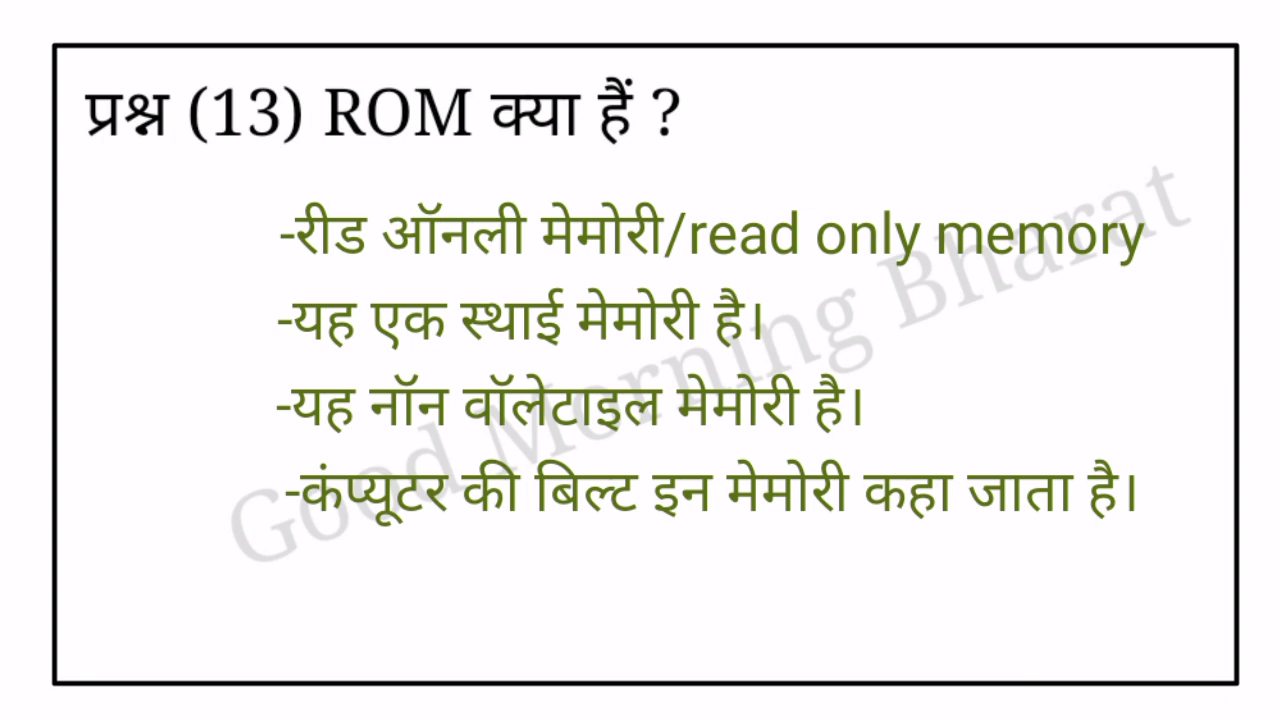 प्रश्न (13) ROM क्या हैं ?
-रीड ऑनली मेमोरी/read only memory
-यह एक स्थाई मेमोरी है।
-यह नॉन वॉलेटाइल मेमोरी है।
-कंप्यूटर की बिल्ट इन मेमोरी कहा जाता है।
Good Morning Bharat